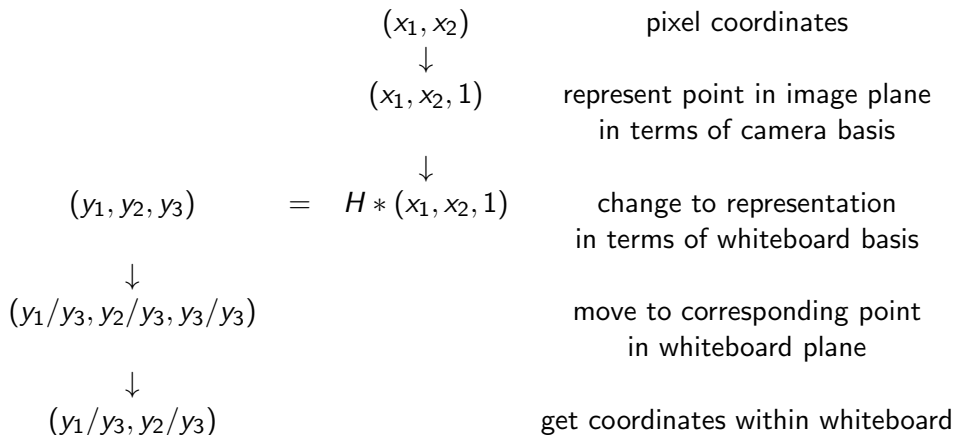 (x₁, x₂) pixel coordinates
↓
(x₁, x₂, 1) represent point in image plane
in terms of camera basis
↓
(y₁, y₂, y₃) = H ∗ (x₁, x₂, 1) change to representation
in terms of whiteboard basis
↓
(y₁/y₃, y₂/y₃, y₃/y₃) move to corresponding point
in whiteboard plane
↓
(y₁/y₃, y₂/y₃) get coordinates within whiteboard